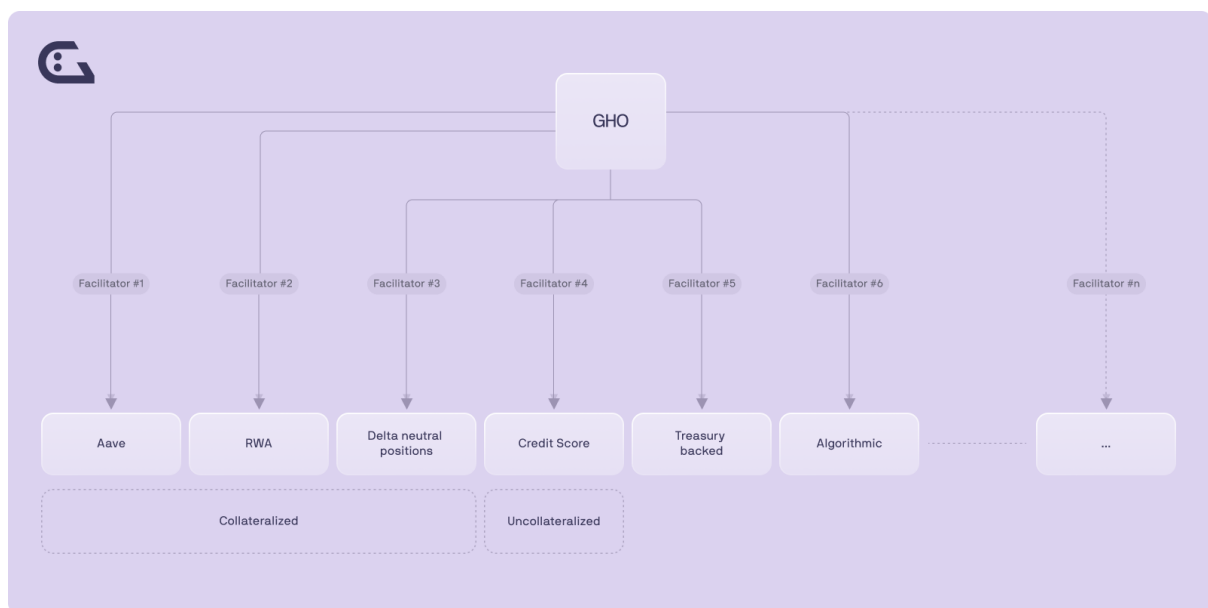 GHO
Facilitator #1
Facilitator #2
Facilitator #3
Facilitator #4
Facilitator #5
Facilitator #6
Facilitator #n
Aave
RWA
Delta neutral
positions
Credit Score
Treasury
backed
Algorithmic
...
Collateralized
Uncollateralized